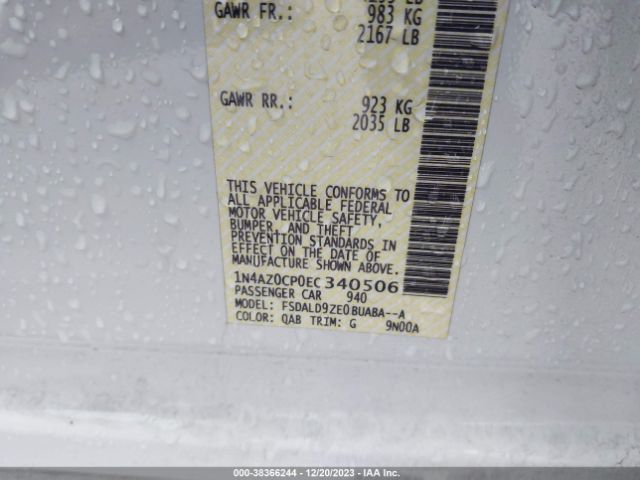 GAWR FR.: 983 KG
2167 LB
GAWR RR.: 923 KG
2035 LB
THIS VEHICLE CONFORMS TO
ALL APPLICABLE FEDERAL
MOTOR VEHICLE SAFETY,
BUMPER, AND THEFT
PREVENTION STANDARDS IN
EFFECT ON THE DATE OF
MANUFACTURE SHOWN ABOVE.
1N4AZ0CP0EC 340506
PASSENGER CAR 940
MODEL: FSDALD9ZE0BUABA--A
COLOR: QAB TRIM: G 9N00A
000-38366244 - 12/20/2023 - IAA Inc.